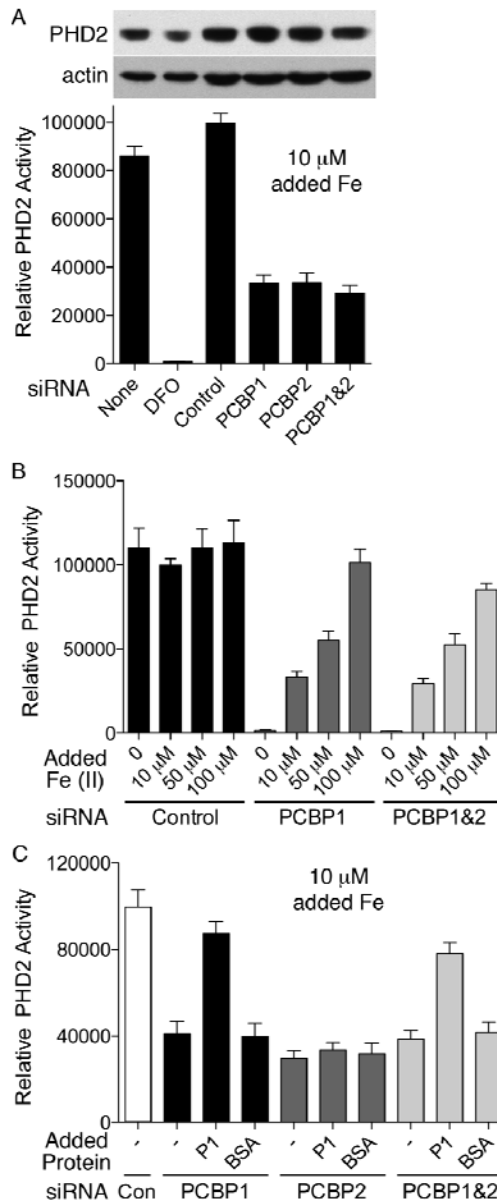 A
PHD2
actin
Relative PHD2 Activity
100000
80000
60000
40000
20000
0
10 μM
added Fe
siRNA
None
DFO
Control
PCBP1
PCBP2
PCBP1&2
B
Relative PHD2 Activity
150000
100000
50000
0
Added
Fe (II)
0 10 μM 50 μM 100 μM 0 10 μM 50 μM 100 μM 0 10 μM 50 μM 100 μM
siRNA Control PCBP1 PCBP1&2
C
Relative PHD2 Activity
120000
80000
40000
0
10 μM
added Fe
Added
Protein
- - P1 BSA - P1 BSA - P1 BSA
siRNA Con PCBP1 PCBP2 PCBP1&2